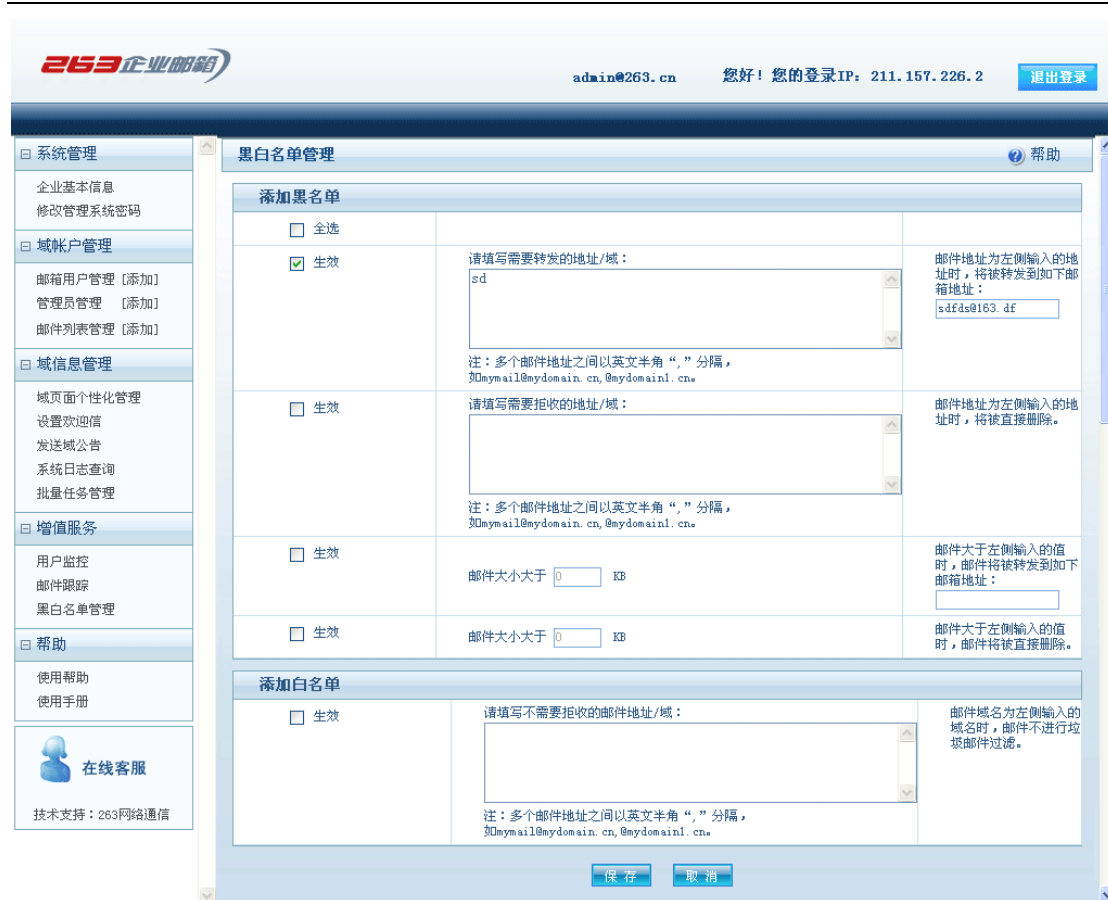 263企业邮箱
admin@263.cn 您好！您的登录IP：211.157.226.2 退出登录
系统管理
企业基本信息
修改管理系统密码
域帐户管理
邮箱用户管理 [添加]
管理员管理 [添加]
邮件列表管理 [添加]
域信息管理
域页面个性化管理
设置欢迎信
发送域公告
系统日志查询
批量任务管理
增值服务
用户监控
邮件跟踪
黑白名单管理
帮助
使用帮助
使用手册
在线客服
技术支持：263网络通信
黑白名单管理 帮助
添加黑名单
全选
生效
请填写需要转发的地址/域：
sd
注：多个邮件地址之间以英文半角“,”分隔，
如mymail@mydomain.cn,@mydomain1.cn。
邮件地址为左侧输入的地
址时，将被转发到如下邮
箱地址：
sdfds@163.df
生效
请填写需要拒收的地址/域：
注：多个邮件地址之间以英文半角“,”分隔，
如mymail@mydomain.cn,@mydomain1.cn。
邮件地址为左侧输入的地
址时，将被直接删除。
生效
邮件大小大于 0 KB
邮件大于左侧输入的值
时，邮件将被转发到如下
邮箱地址：
生效
邮件大小大于 0 KB
邮件大于左侧输入的值
时，邮件将被直接删除。
添加白名单
生效
请填写不需要拒收的邮件地址/域：
注：多个邮件地址之间以英文半角“,”分隔，
如mymail@mydomain.cn,@mydomain1.cn。
邮件域名为左侧输入的
域名时，邮件不进行垃
圾邮件过滤。
保存 取消